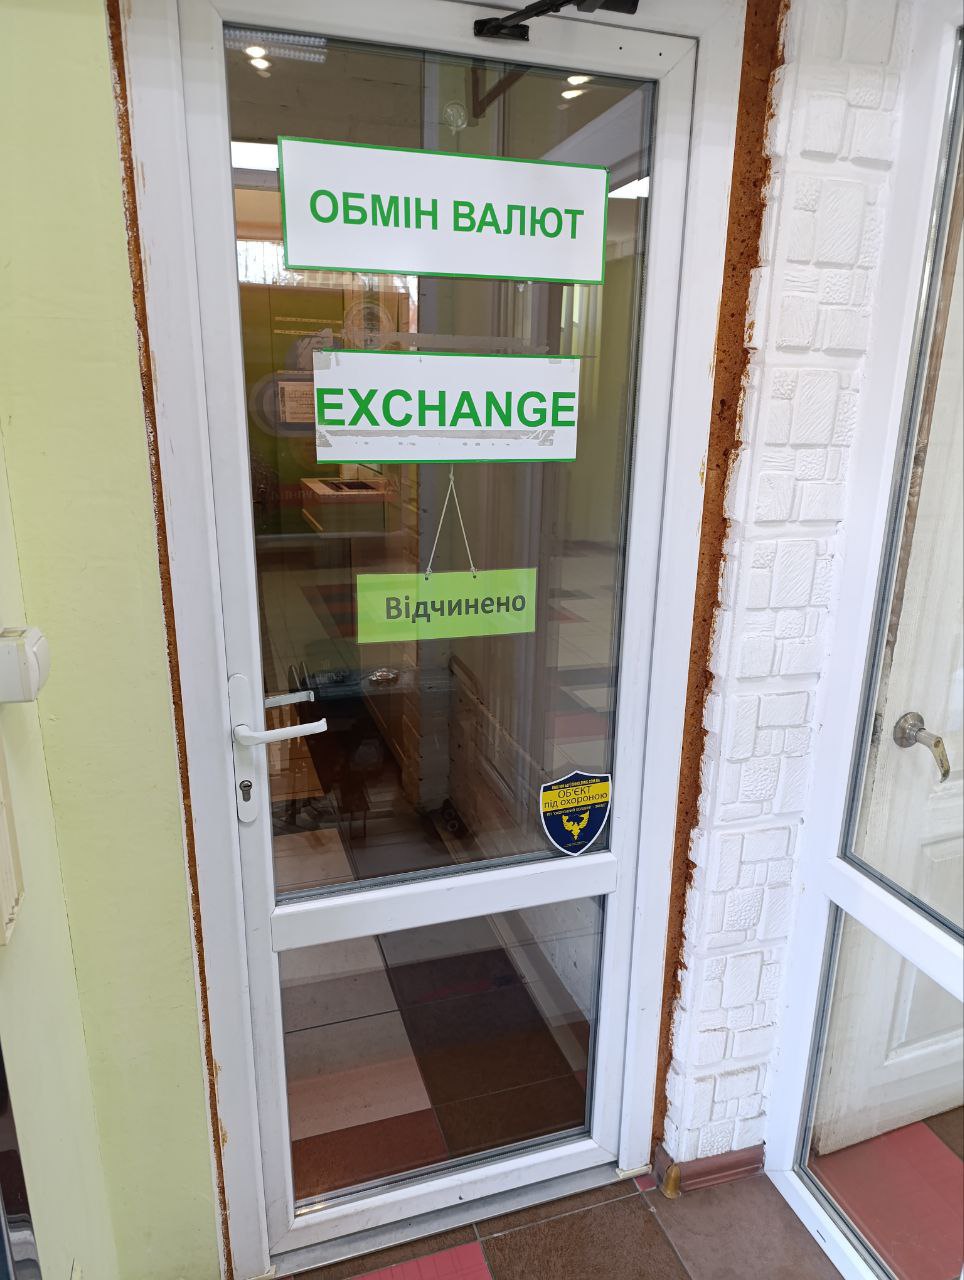 ОБМІН ВАЛЮТ
EXCHANGE
Відчинено
ОБ'ЄКТ
під охороною